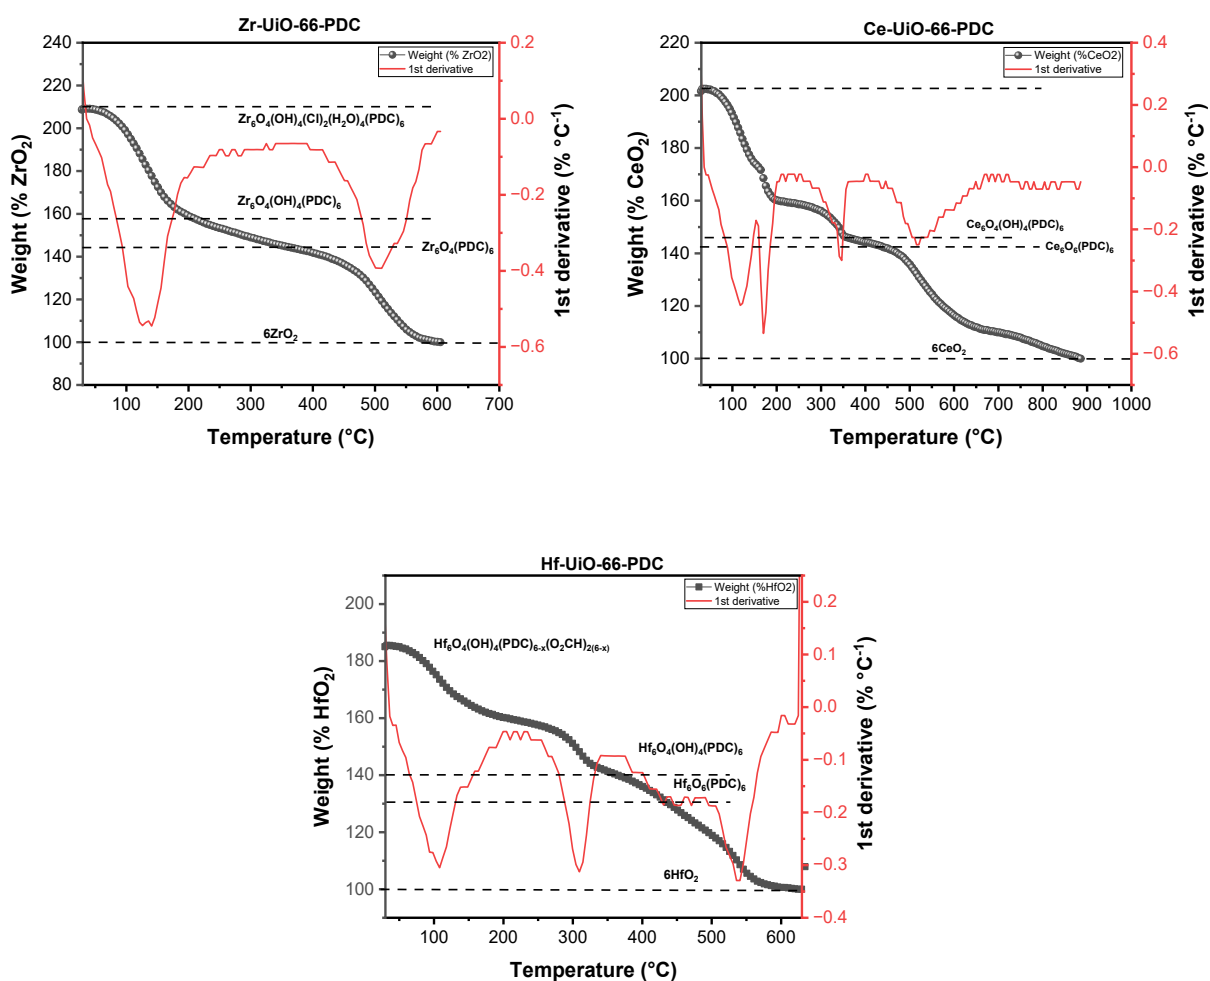 Zr-UiO-66-PDC
Weight (% ZrO₂)
240
220
200
180
160
140
120
100
80
Weight (% ZrO2)
1st derivative
Zr₆O₄(OH)₄(Cl)₂(H₂O)₄(PDC)₆
Zr₆O₄(OH)₄(PDC)₆
Zr₆O₄(PDC)₆
6ZrO₂
0.2
0.1
0.0
−0.1
−0.2
−0.3
−0.4
−0.5
−0.6
1st derivative (% °C⁻¹)
100 200 300 400 500 600 700
Temperature (°C)
Ce-UiO-66-PDC
Weight (% CeO₂)
220
200
180
160
140
120
100
Weight (%CeO2)
1st derivative
Ce₆O₄(OH)₄(PDC)₆
Ce₆O₆(PDC)₆
6CeO₂
0.4
0.2
0.0
−0.2
−0.4
−0.6
1st derivative (% °C⁻¹)
100 200 300 400 500 600 700 800 900 1000
Temperature (°C)
Hf-UiO-66-PDC
Weight (% HfO₂)
200
180
160
140
120
100
Weight (%HfO2)
1st derivative
Hf₆O₄(OH)₄(PDC)₆₋ₓ(O₂CH)₂₍₆₋ₓ₎
Hf₆O₄(OH)₄(PDC)₆
Hf₆O₆(PDC)₆
6HfO₂
0.2
0.1
0.0
−0.1
−0.2
−0.3
−0.4
1st derivative (% °C⁻¹)
100 200 300 400 500 600
Temperature (°C)